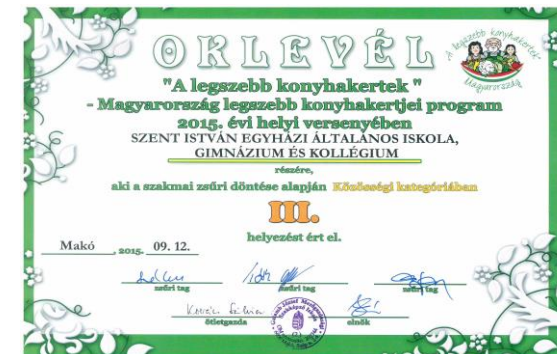 OKLEVÉL
"A legszebb konyhakertek"
Magyarország
"A legszebb konyhakertek "
- Magyarország legszebb konyhakertjei program
2015. évi helyi versenyében
SZENT ISTVÁN EGYHÁZI ÁLTALÁNOS ISKOLA,
GIMNÁZIUM ÉS KOLLÉGIUM
részére,
aki a szakmai zsűri döntése alapján Közösségi kategóriában
III.
helyezést ért el.
Makó, 2015. 09. 12.
zsűri tag zsűri tag zsűri tag
Kovács Szilvia
ötletgazda elnök